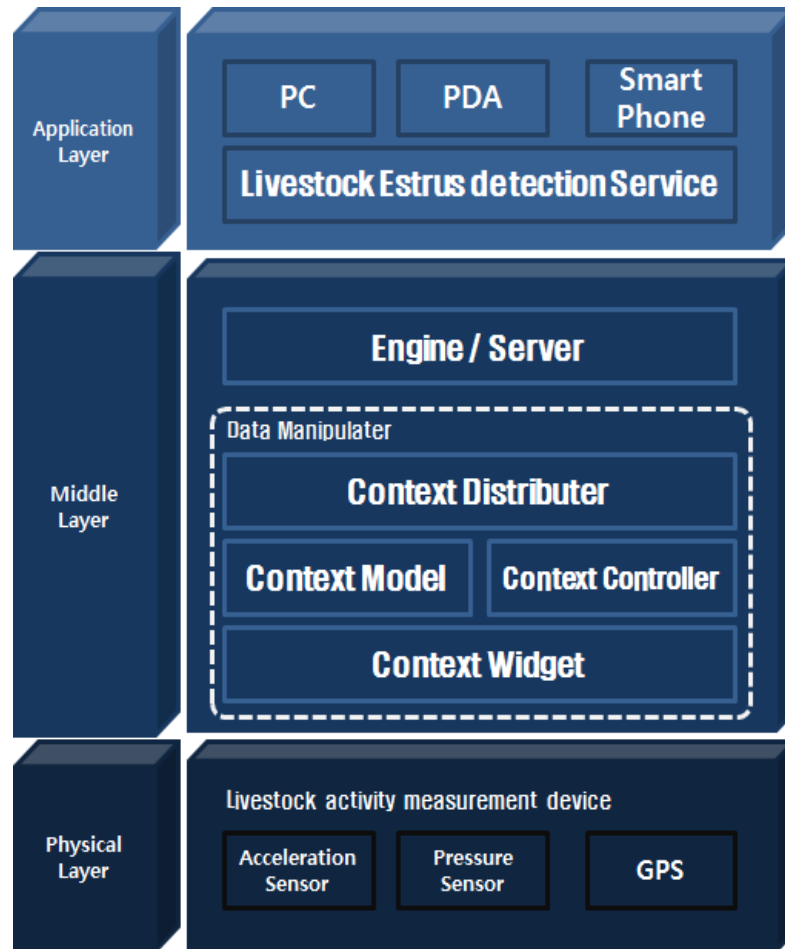 Application
Layer
PC
PDA
Smart
Phone
Livestock Estrus detection Service
Middle
Layer
Engine / Server
Data Manipulater
Context Distributer
Context Model
Context Controller
Context Widget
Physical
Layer
Livestock activity measurement device
Acceleration
Sensor
Pressure
Sensor
GPS